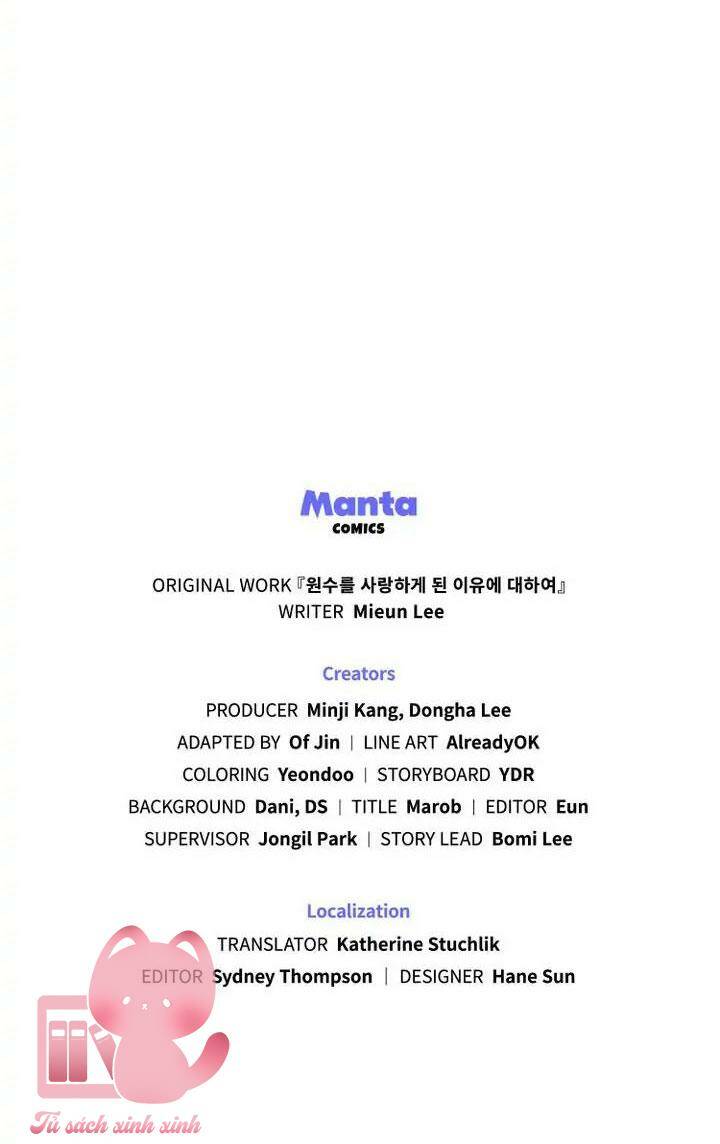 Manta
COMICS
ORIGINAL WORK 『원수를 사랑하게 된 이유에 대하여』
WRITER Mieun Lee
Creators
PRODUCER Minji Kang, Dongha Lee
ADAPTED BY Of Jin | LINE ART AlreadyOK
COLORING Yeondoo | STORYBOARD YDR
BACKGROUND Dani, DS | TITLE Marob | EDITOR Eun
SUPERVISOR Jongil Park | STORY LEAD Bomi Lee
Localization
TRANSLATOR Katherine Stuchlik
EDITOR Sydney Thompson | DESIGNER Hane Sun
Tủ sách xinh xinh